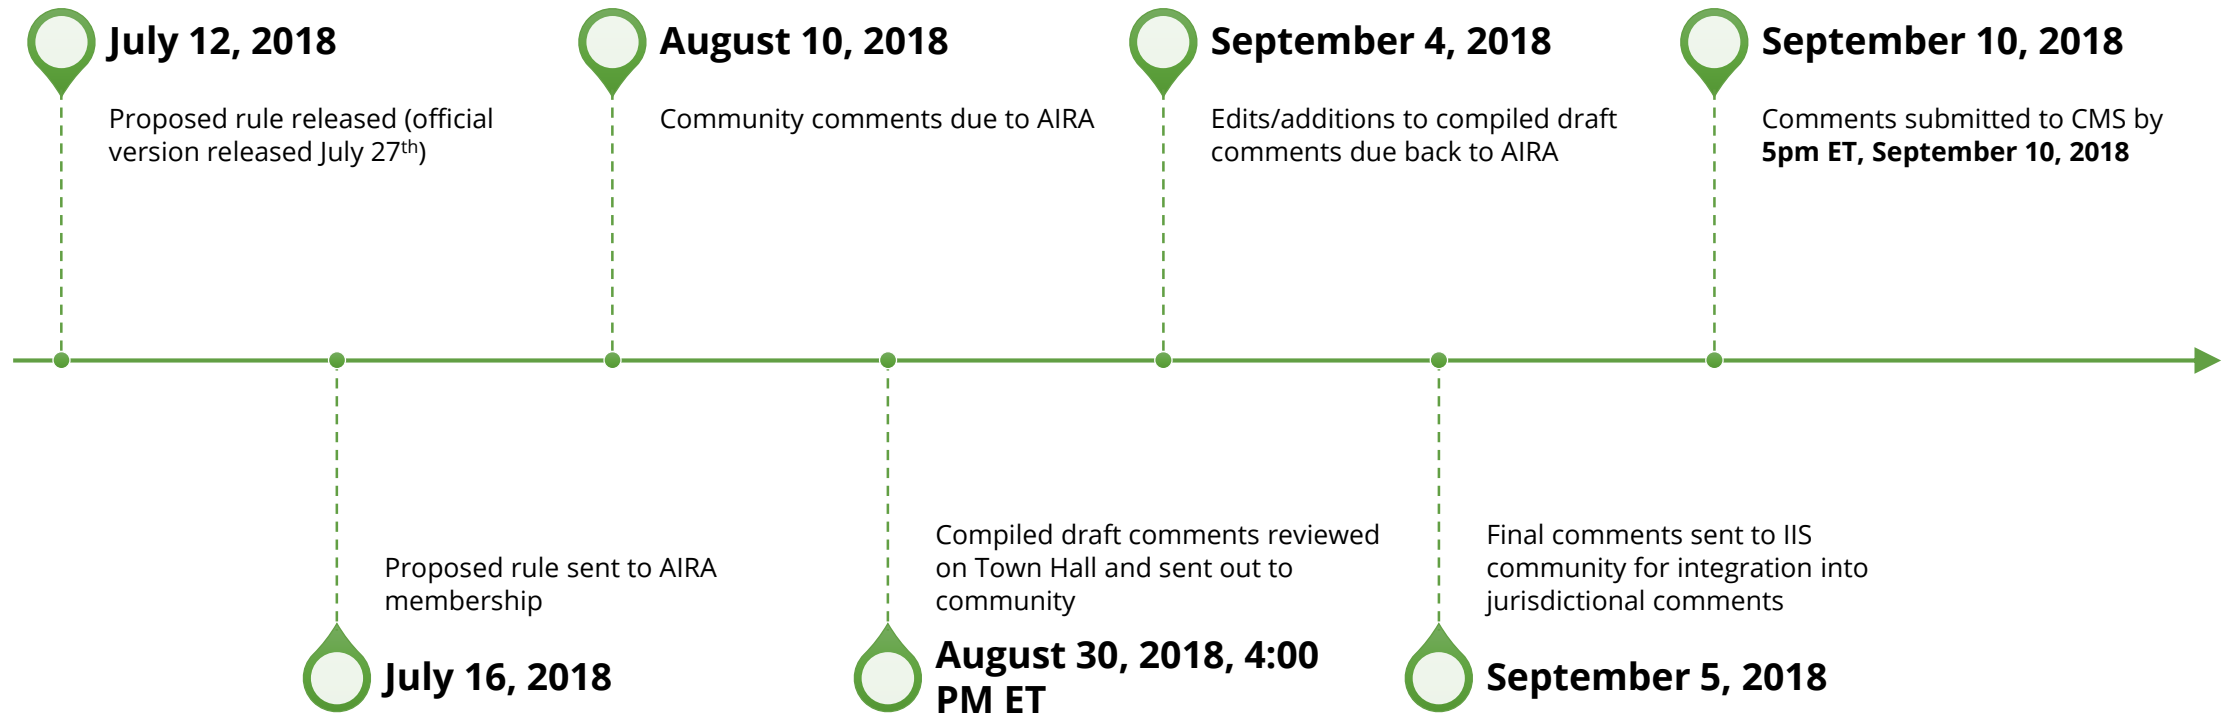 July 12, 2018
Proposed rule released (official
version released July 27th)
August 10, 2018
Community comments due to AIRA
September 4, 2018
Edits/additions to compiled draft
comments due back to AIRA
September 10, 2018
Comments submitted to CMS by
5pm ET, September 10, 2018
Proposed rule sent to AIRA
membership
July 16, 2018
Compiled draft comments reviewed
on Town Hall and sent out to
community
August 30, 2018, 4:00
PM ET
Final comments sent to IIS
community for integration into
jurisdictional comments
September 5, 2018